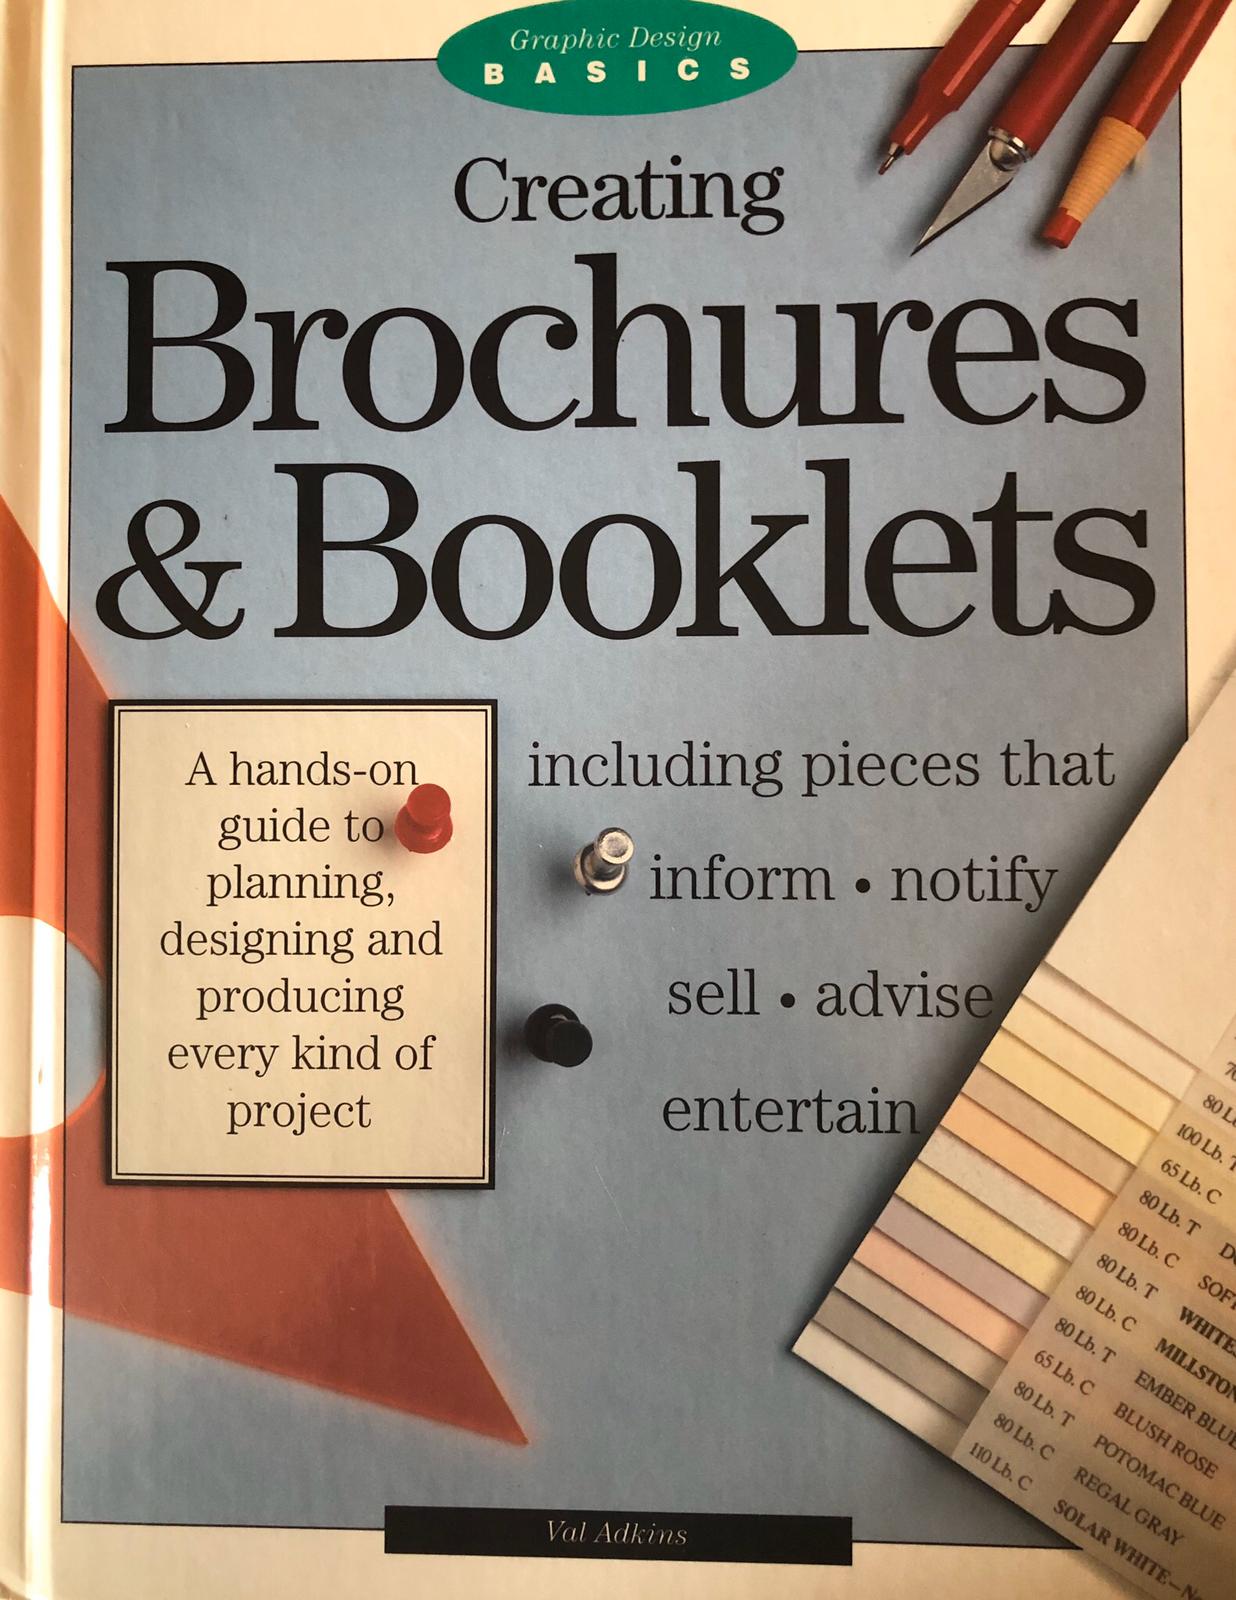 Graphic Design
BASICS
Creating
Brochures
& Booklets
A hands-on
guide to
planning,
designing and
producing
every kind of
project
including pieces that
inform • notify
sell • advise
entertain
80 Lb.
100 Lb. T
65 Lb. C
80 Lb. T
80 Lb. C
80 Lb. T
80 Lb. C MILLSTON
80 Lb. T EMBER BLUE
65 Lb. C BLUSH ROSE
80 Lb. T POTOMAC BLUE
80 Lb. C REGAL GRAY
110 Lb. C SOLAR WHITE
Val Adkins